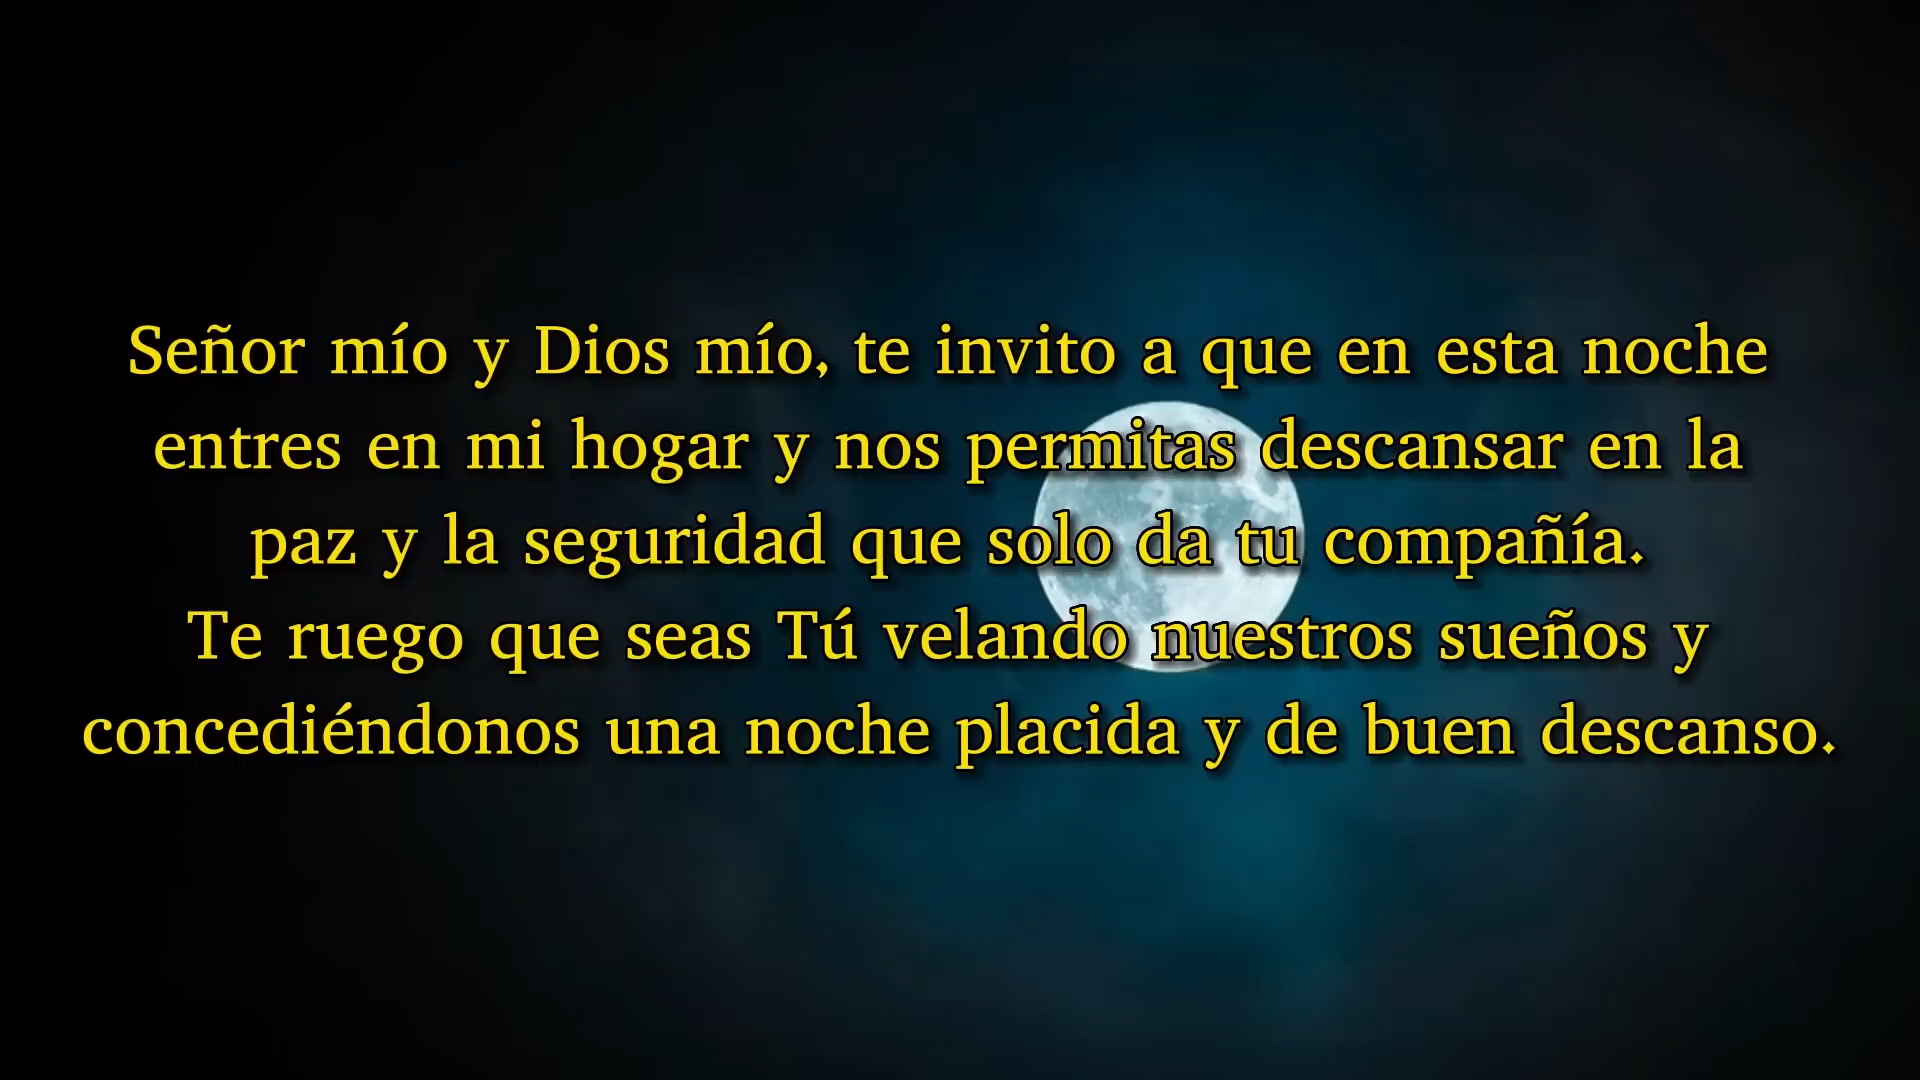 Señor mío y Dios mío, te invito a que en esta noche
entres en mi hogar y nos permitas descansar en la
paz y la seguridad que solo da tu compañía.
Te ruego que seas Tú velando nuestros sueños y
concediéndonos una noche placida y de buen descanso.